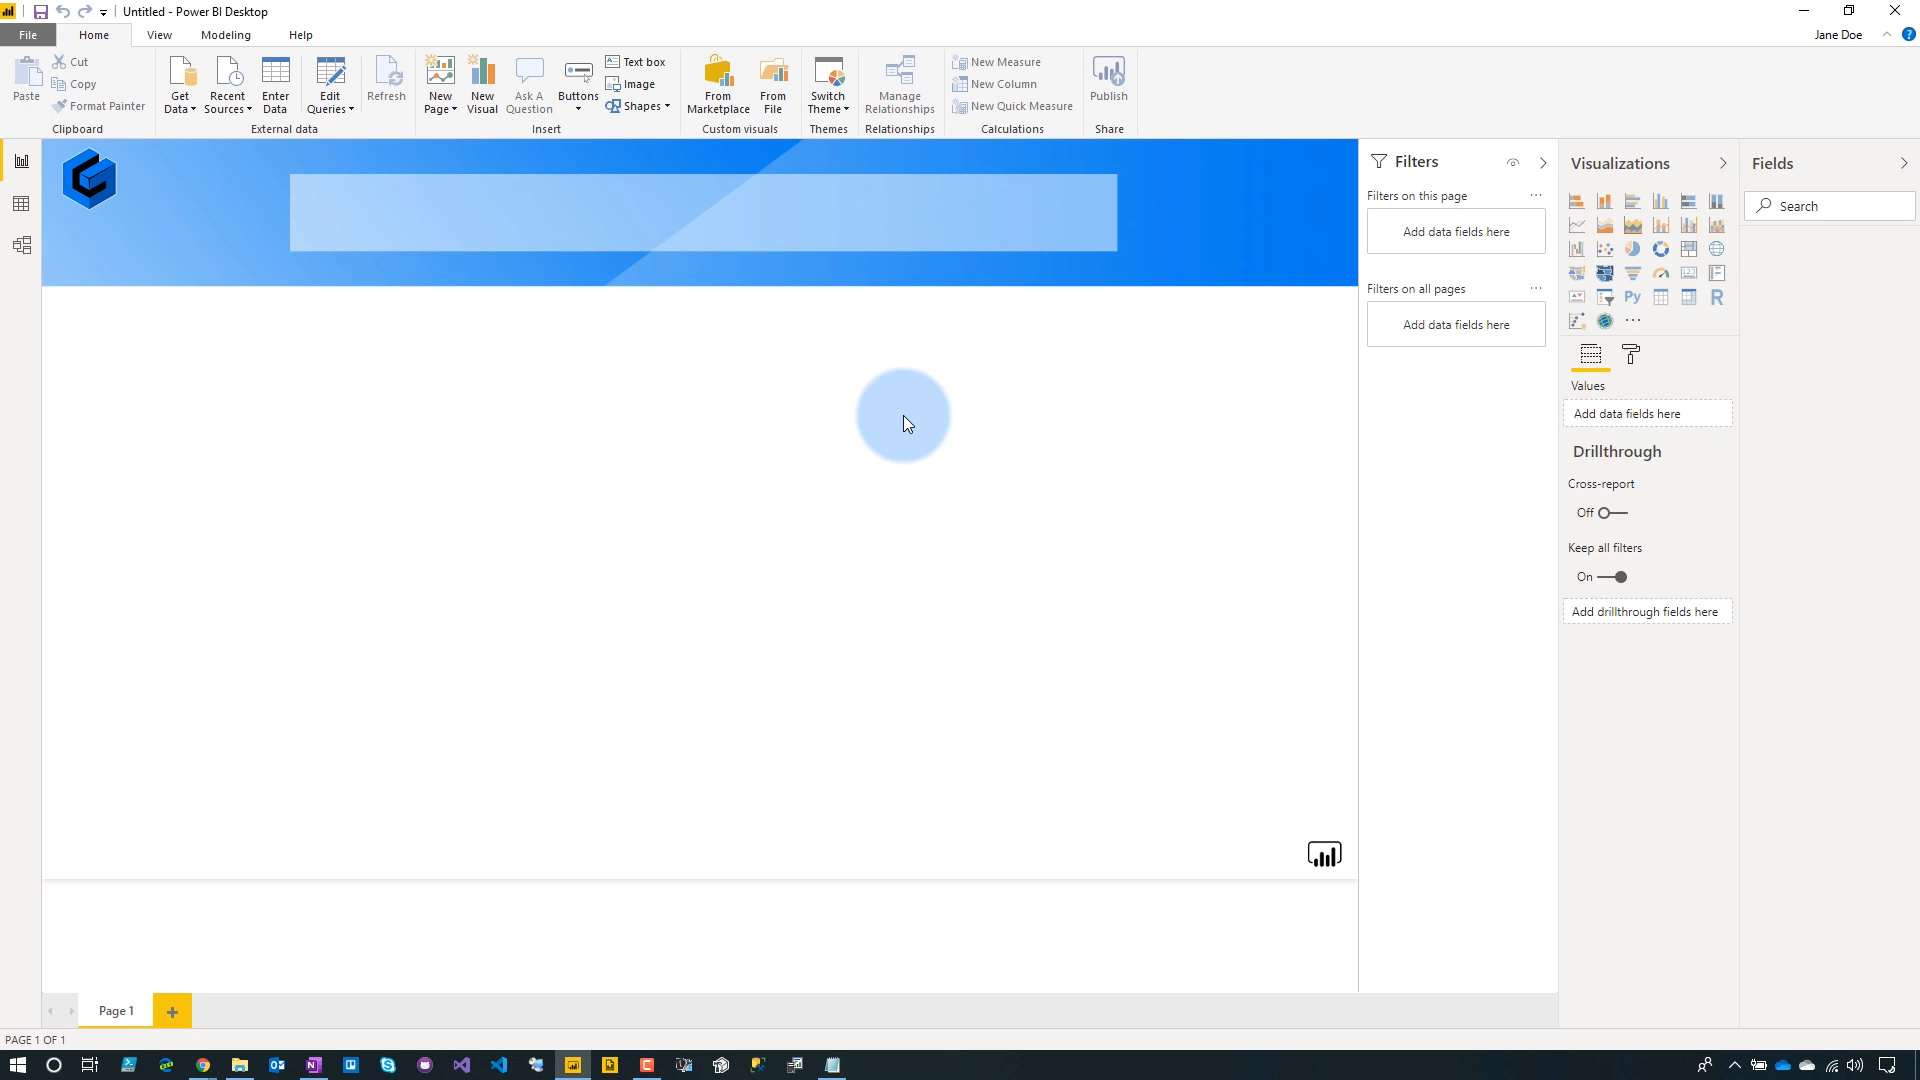 Untitled - Power BI Desktop
File Home View Modeling Help Jane Doe ?
Paste
Cut
Copy
Format Painter
Clipboard
Get Data
Recent Sources
Enter Data
External data
Edit Queries
Refresh
New Page
New Visual
Ask A Question
Buttons
Text box
Image
Shapes
Insert
From Marketplace
From File
Custom visuals
Switch Theme
Themes
Manage Relationships
Relationships
New Measure
New Column
New Quick Measure
Calculations
Publish
Share
Filters
Filters on this page ...
Add data fields here
Filters on all pages ...
Add data fields here
Visualizations
123
Py
R
...
Values
Add data fields here
Drillthrough
Cross-report
Off
Keep all filters
On
Add drillthrough fields here
Fields
Search
Page 1 +
PAGE 1 OF 1